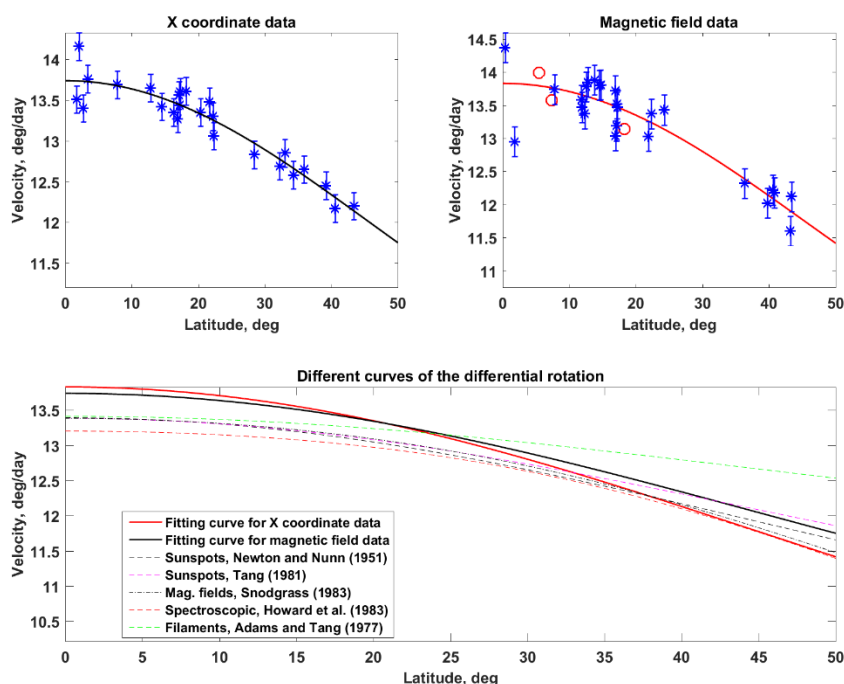 X coordinate data
14
13.5
13
12.5
12
11.5
Velocity, deg/day
0
10
20
30
40
50
Latitude, deg
Magnetic field data
14.5
14
13.5
13
12.5
12
11.5
11
Velocity, deg/day
0
10
20
30
40
50
Latitude, deg
Different curves of the differential rotation
13.5
13
12.5
12
11.5
11
10.5
Velocity, deg/day
Fitting curve for X coordinate data
Fitting curve for magnetic field data
Sunspots, Newton and Nunn (1951)
Sunspots, Tang (1981)
Mag. fields, Snodgrass (1983)
Spectroscopic, Howard et al. (1983)
Filaments, Adams and Tang (1977)
0
5
10
15
20
25
30
35
40
45
50
Latitude, deg